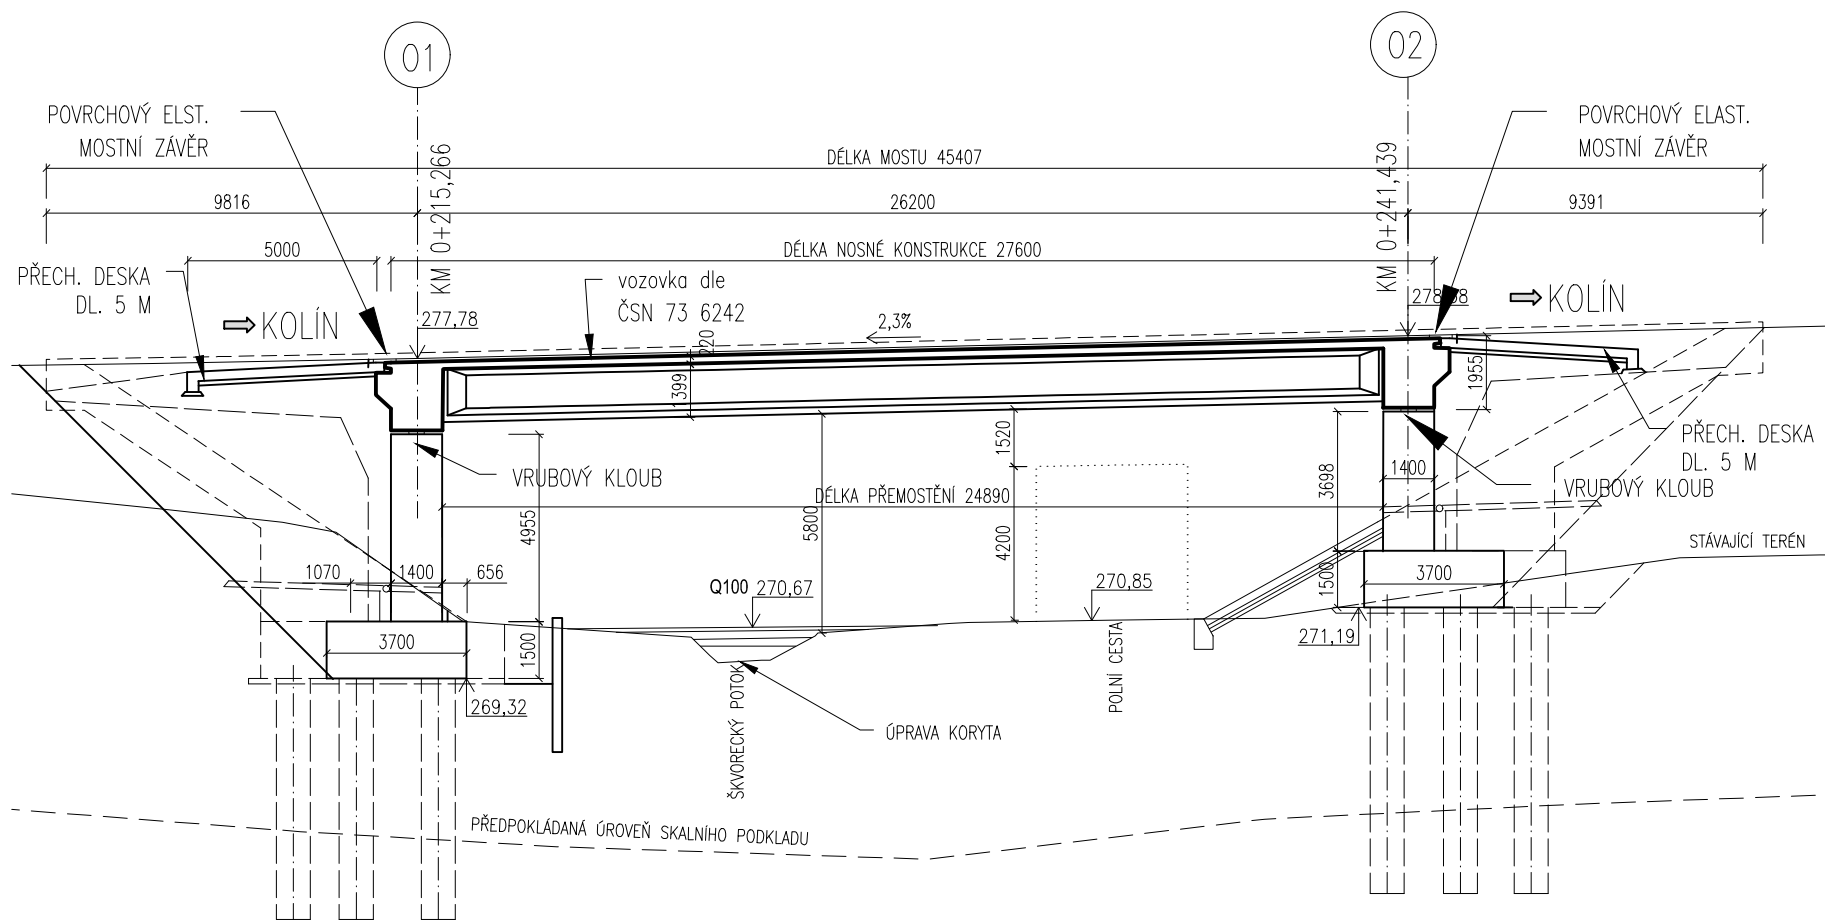 01
02
POVRCHOVÝ ELST.
MOSTNÍ ZÁVĚR
POVRCHOVÝ ELAST.
MOSTNÍ ZÁVĚR
DÉLKA MOSTU 45407
KM 0+215,266
KM 0+241,439
9816
26200
9391
5000
DÉLKA NOSNÉ KONSTRUKCE 27600
PŘECH. DESKA
DL. 5 M
vozovka dle
ČSN 73 6242
KOLÍN
277,78
2,3%
KOLÍN
220
1399
1955
1520
PŘECH. DESKA
DL. 5 M
VRUBOVÝ KLOUB
1400
VRUBOVÝ KLOUB
DÉLKA PŘEMOSTĚNÍ 24890
3698
4955
5800
4200
STÁVAJÍCÍ TERÉN
1070
1400
656
Q100
270,67
270,85
1500
3700
3700
1500
271,19
269,32
ŠKVORECKÝ POTOK
POLNÍ CESTA
ÚPRAVA KORYTA
PŘEDPOKLÁDANÁ ÚROVEŇ SKALNÍHO PODKLADU